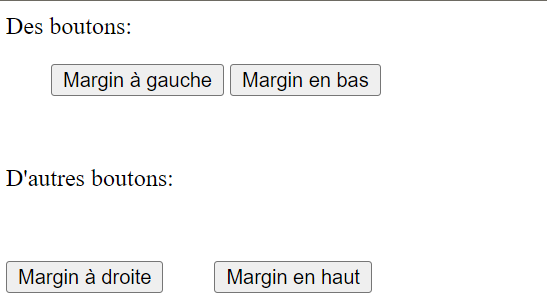 Des boutons:
Margin à gauche Margin en bas
D'autres boutons:
Margin à droite Margin en haut